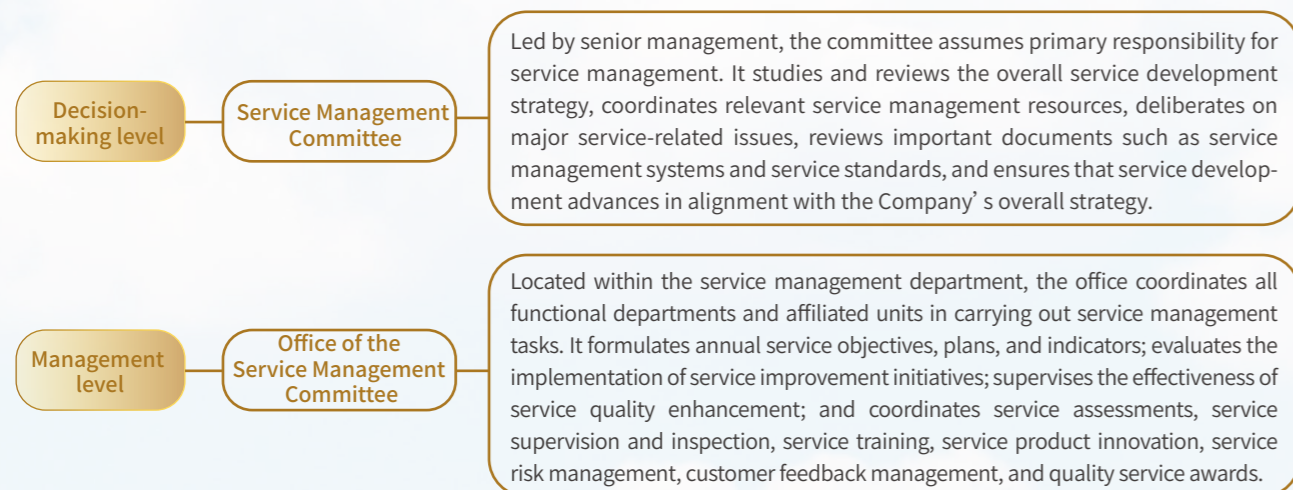 Decision-
making level
Service Management
Committee
Led by senior management, the committee assumes primary responsibility for
service management. It studies and reviews the overall service development
strategy, coordinates relevant service management resources, deliberates on
major service-related issues, reviews important documents such as service
management systems and service standards, and ensures that service develop-
ment advances in alignment with the Company’ s overall strategy.
Management
level
Office of the
Service Management
Committee
Located within the service management department, the office coordinates all
functional departments and affiliated units in carrying out service management
tasks. It formulates annual service objectives, plans, and indicators; evaluates the
implementation of service improvement initiatives; supervises the effectiveness of
service quality enhancement; and coordinates service assessments, service
supervision and inspection, service training, service product innovation, service
risk management, customer feedback management, and quality service awards.